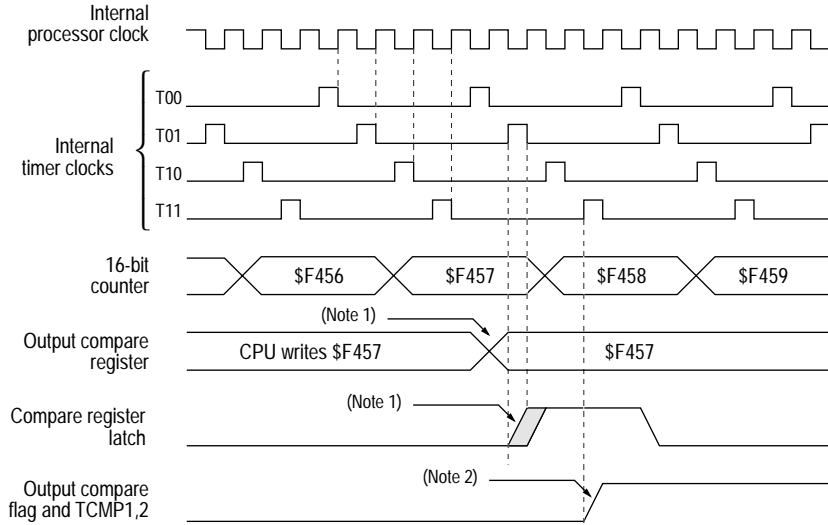 Internal
processor clock
T00
T01
Internal
timer clocks
T10
T11
16-bit
counter
$F456
$F457
$F458
$F459
(Note 1)
Output compare
register
CPU writes $F457
$F457
(Note 1)
Compare register
latch
(Note 2)
Output compare
flag and TCMP1,2